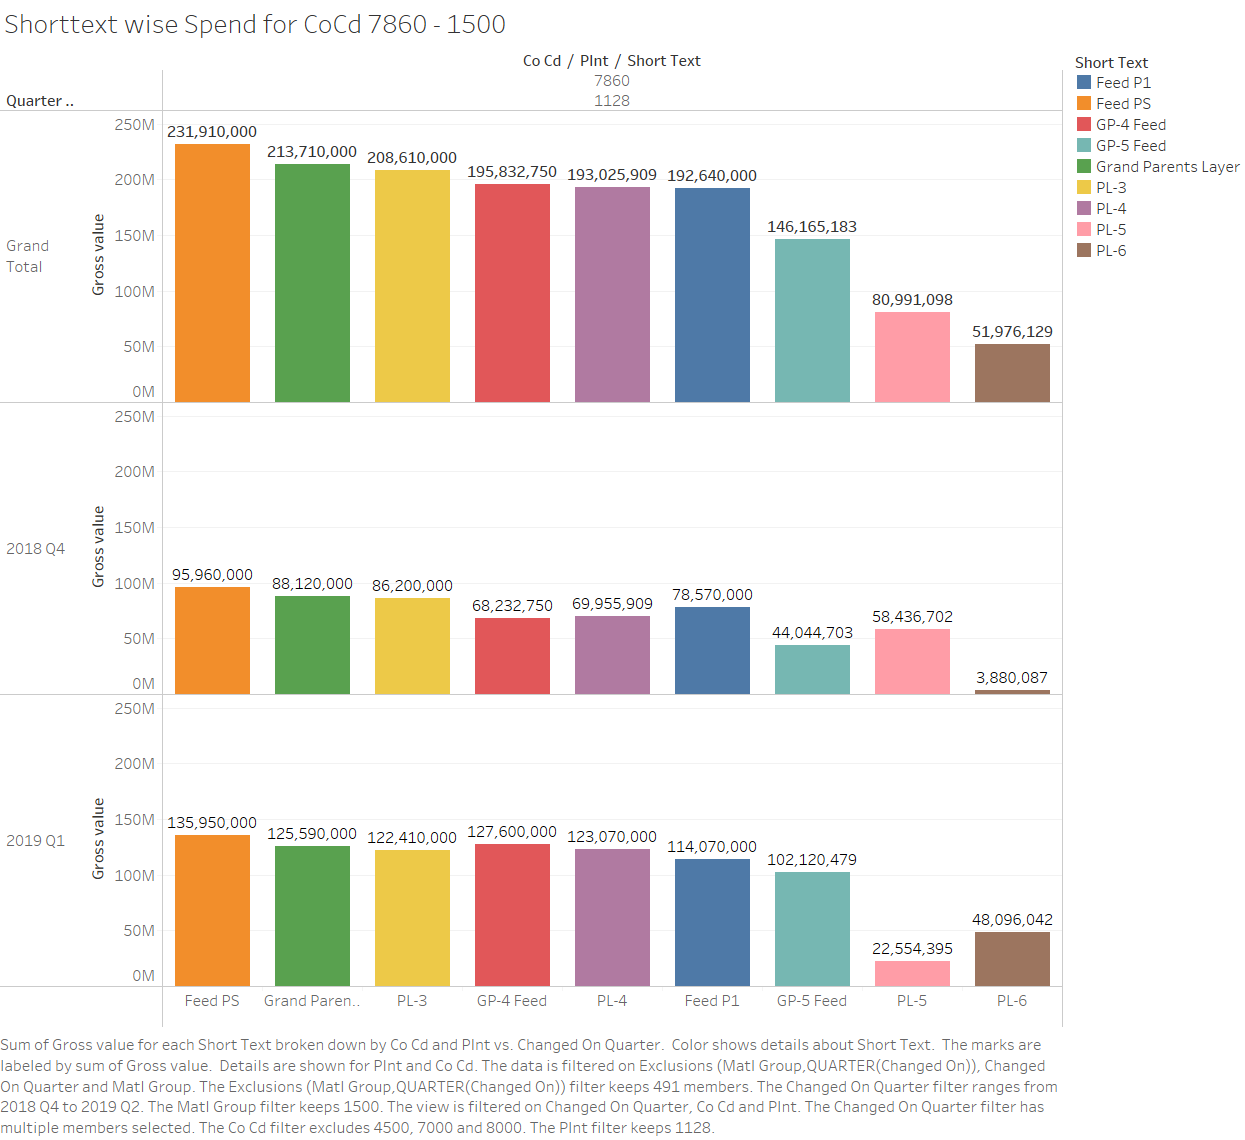 Shorttext wise Spend for CoCd 7860 - 1500
Co Cd / Plnt / Short Text
7860
1128
Quarter ..
Short Text
Feed P1
Feed PS
GP-4 Feed
GP-5 Feed
Grand Parents Layer
PL-3
PL-4
PL-5
PL-6
Grand
Total
Gross value
250M
200M
150M
100M
50M
0M
231,910,000
213,710,000
208,610,000
195,832,750
193,025,909
192,640,000
146,165,183
80,991,098
51,976,129
2018 Q4
Gross value
250M
200M
150M
100M
50M
0M
95,960,000
88,120,000
86,200,000
68,232,750
69,955,909
78,570,000
44,044,703
58,436,702
3,880,087
2019 Q1
Gross value
250M
200M
150M
100M
50M
0M
135,950,000
125,590,000
122,410,000
127,600,000
123,070,000
114,070,000
102,120,479
22,554,395
48,096,042
Feed PS
Grand Paren..
PL-3
GP-4 Feed
PL-4
Feed P1
GP-5 Feed
PL-5
PL-6
Sum of Gross value for each Short Text broken down by Co Cd and Plnt vs. Changed On Quarter.  Color shows details about Short Text.  The marks are
labeled by sum of Gross value.  Details are shown for Plnt and Co Cd. The data is filtered on Exclusions (Matl Group,QUARTER(Changed On)), Changed
On Quarter and Matl Group. The Exclusions (Matl Group,QUARTER(Changed On)) filter keeps 491 members. The Changed On Quarter filter ranges from
2018 Q4 to 2019 Q2. The Matl Group filter keeps 1500. The view is filtered on Changed On Quarter, Co Cd and Plnt. The Changed On Quarter filter has
multiple members selected. The Co Cd filter excludes 4500, 7000 and 8000. The Plnt filter keeps 1128.